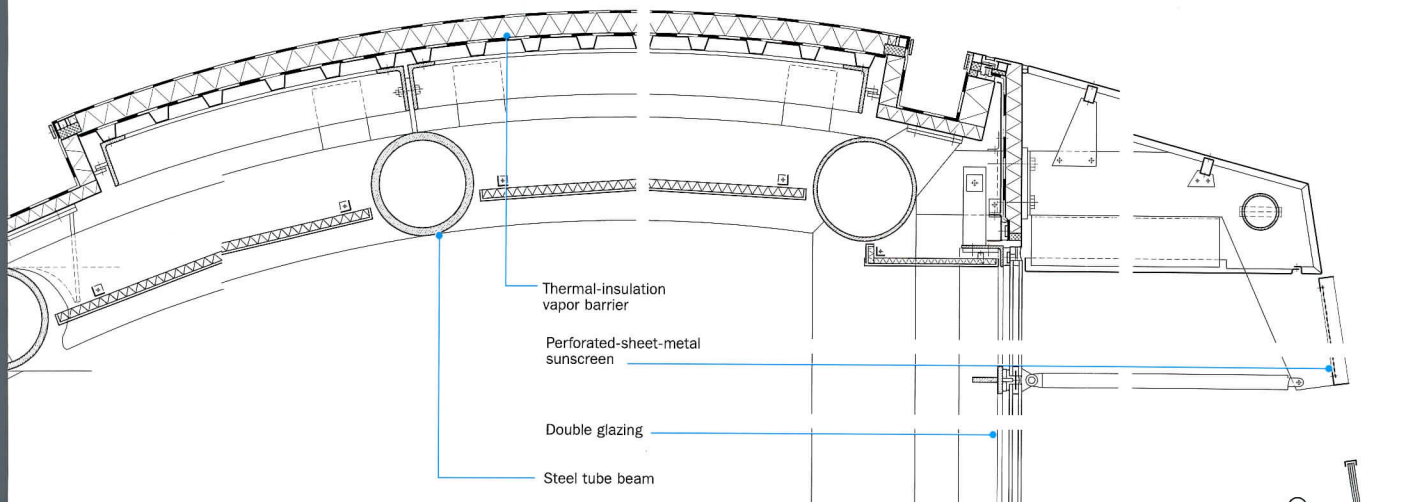 Thermal-insulation
vapor barrier
Perforated-sheet-metal
sunscreen
Double glazing
Steel tube beam